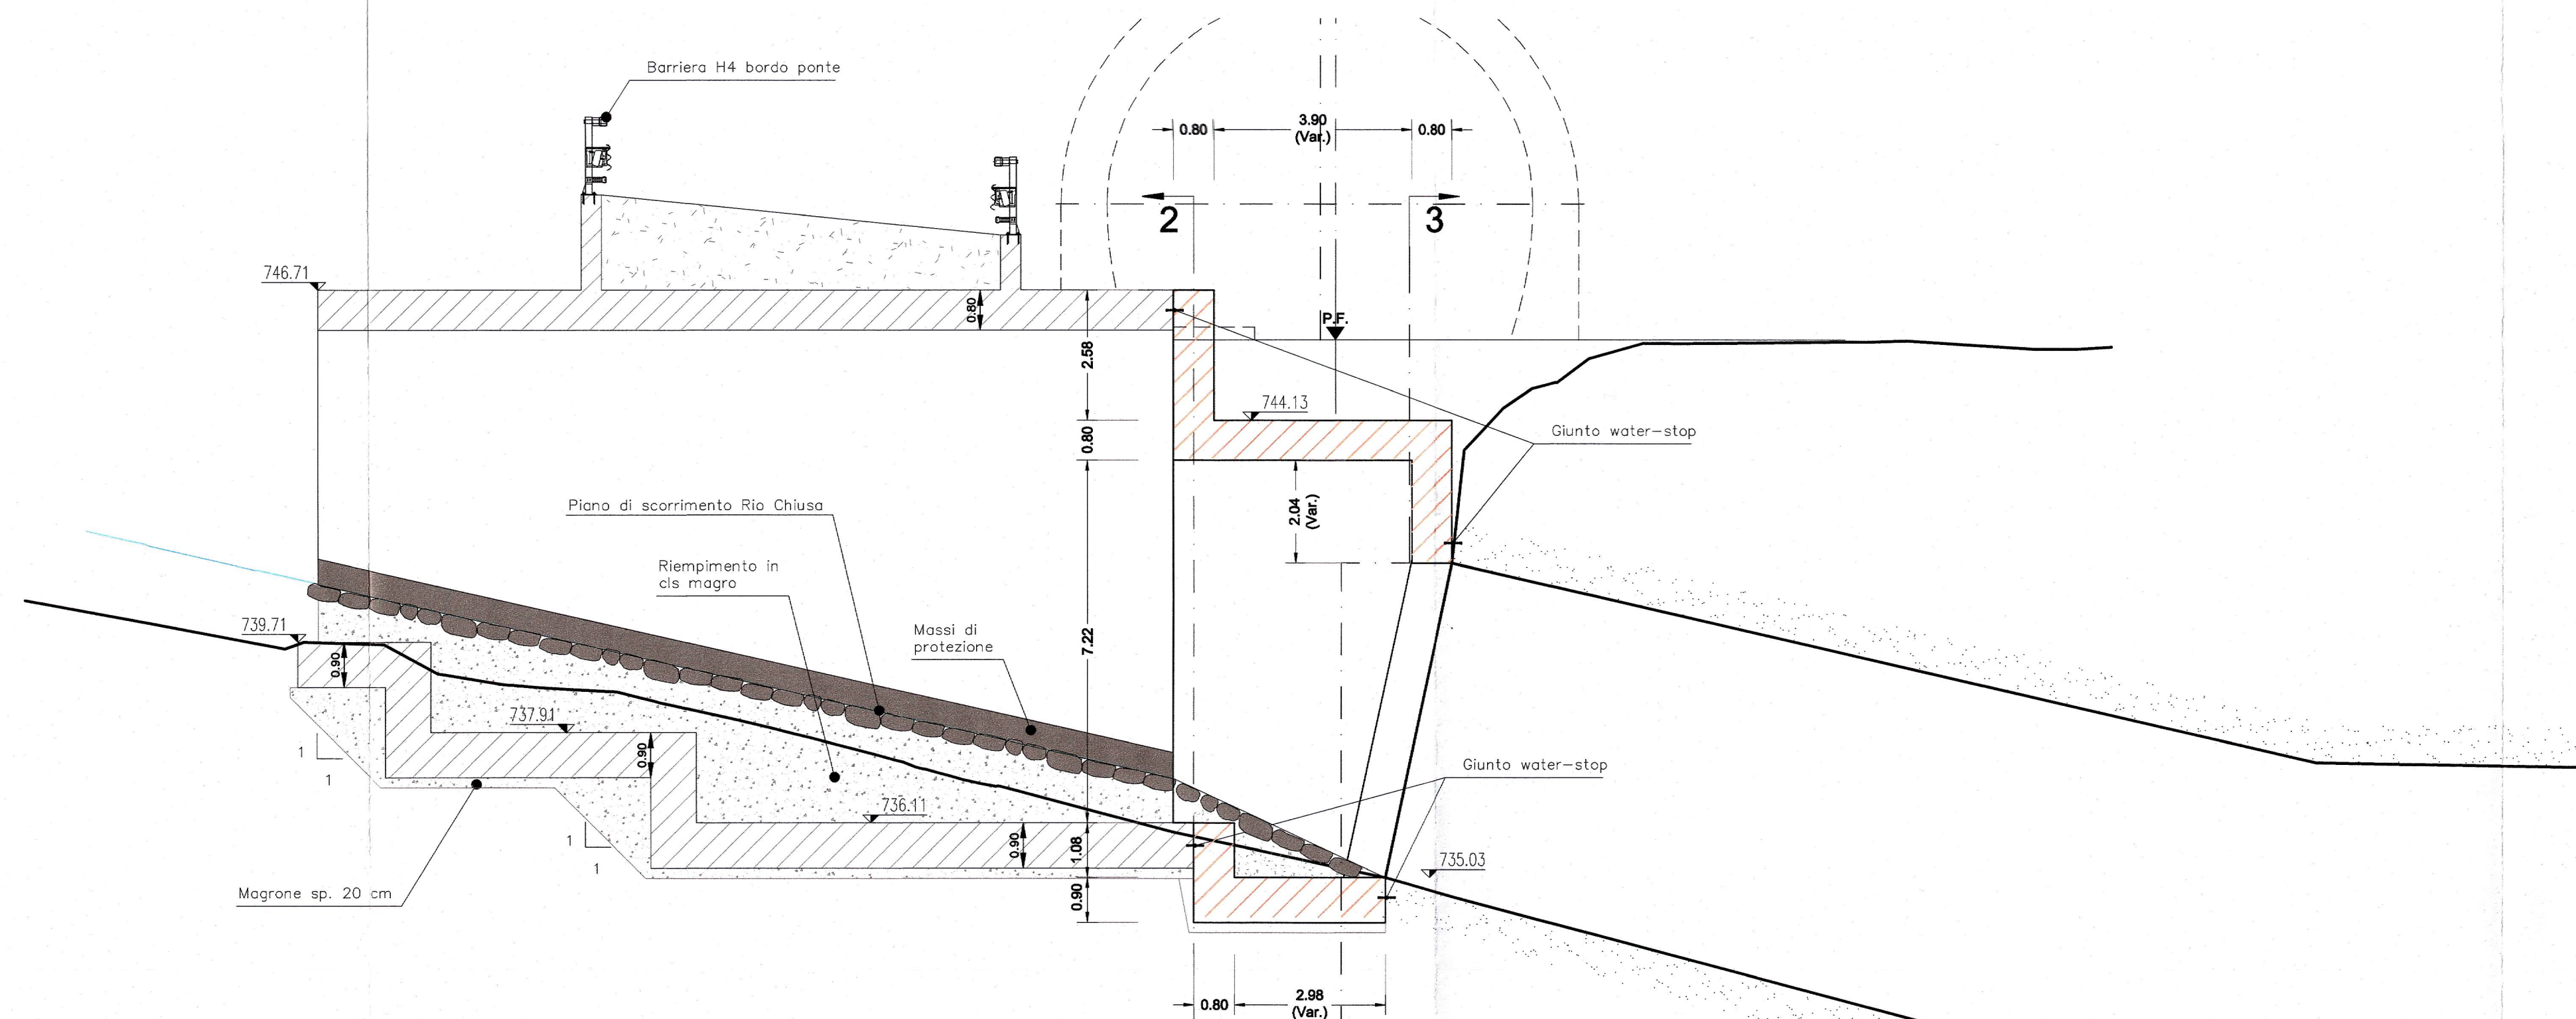 Barriera H4 bordo ponte
0.80
3.90
(Var.)
0.80
2
3
746.71
0.80
P.F.
2.58
744.13
0.80
Giunto water-stop
2.04
(Var.)
Piano di scorrimento Rio Chiusa
Riempimento in
cls magro
739.71
Massi di
protezione
7.22
0.90
737.91
0.90
1
1
Giunto water-stop
736.11
1
1
0.90
1.08
735.03
Magrone sp. 20 cm
0.90
0.80
2.98
(Var.)